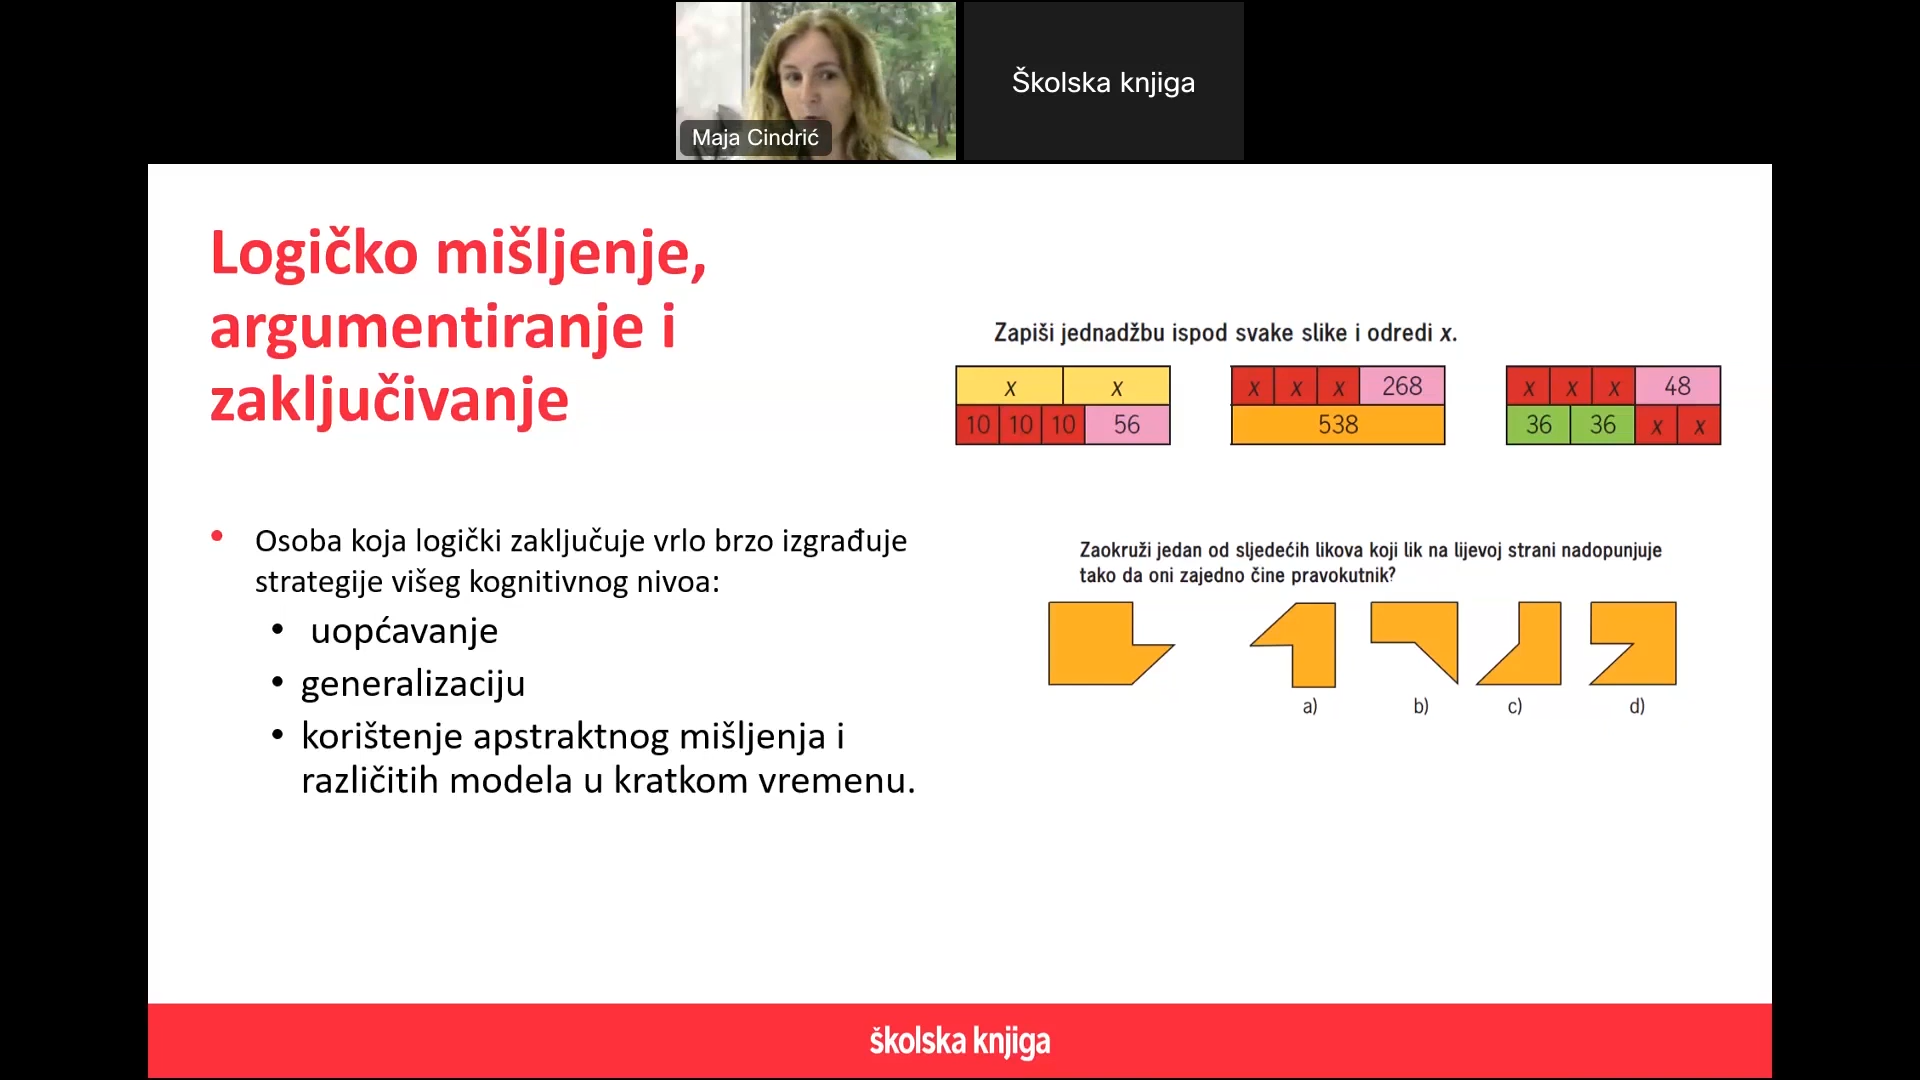 Maja Cindrić
Školska knjiga
Logičko mišljenje,
argumentiranje i
zaključivanje
Osoba koja logički zaključuje vrlo brzo izgrađuje
strategije višeg kognitivnog nivoa:
• uopćavanje
• generalizaciju
• korištenje apstraktnog mišljenja i
različitih modela u kratkom vremenu.
Zapiši jednadžbu ispod svake slike i odredi x.
x x
10 10 10 56
x x x 268
538
x x x 48
36 36 x x
Zaokruži jedan od sljedećih likova koji lik na lijevoj strani nadopunjuje
tako da oni zajedno čine pravokutnik?
a) b) c) d)
školska knjiga